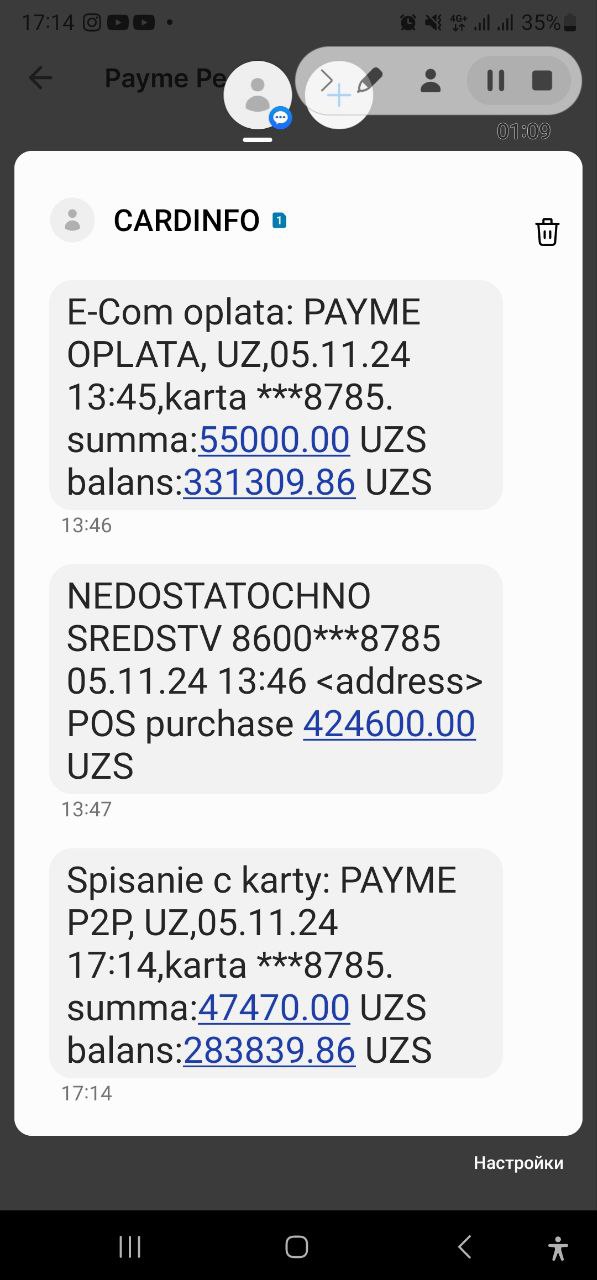 17:14
4G+
35%
Payme Pe
01:09
CARDINFO 1
E-Com oplata: PAYME
OPLATA, UZ,05.11.24
13:45,karta ***8785.
summa:55000.00 UZS
balans:331309.86 UZS
13:46
NEDOSTATOCHNO
SREDSTV 8600***8785
05.11.24 13:46 <address>
POS purchase 424600.00
UZS
13:47
Spisanie c karty: PAYME
P2P, UZ,05.11.24
17:14,karta ***8785.
summa:47470.00 UZS
balans:283839.86 UZS
17:14
Настройки